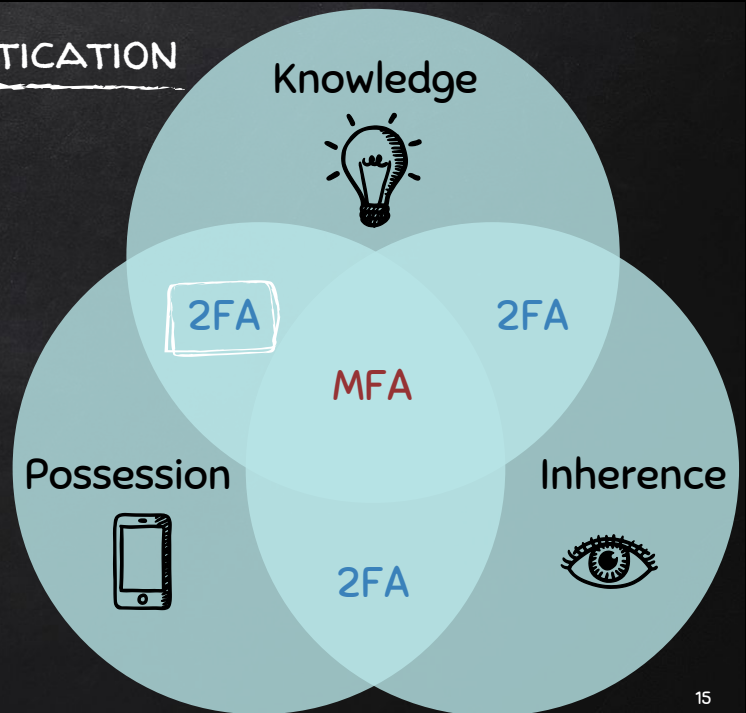 TICATION
Knowledge
2FA
2FA
MFA
Possession
Inherence
2FA
15